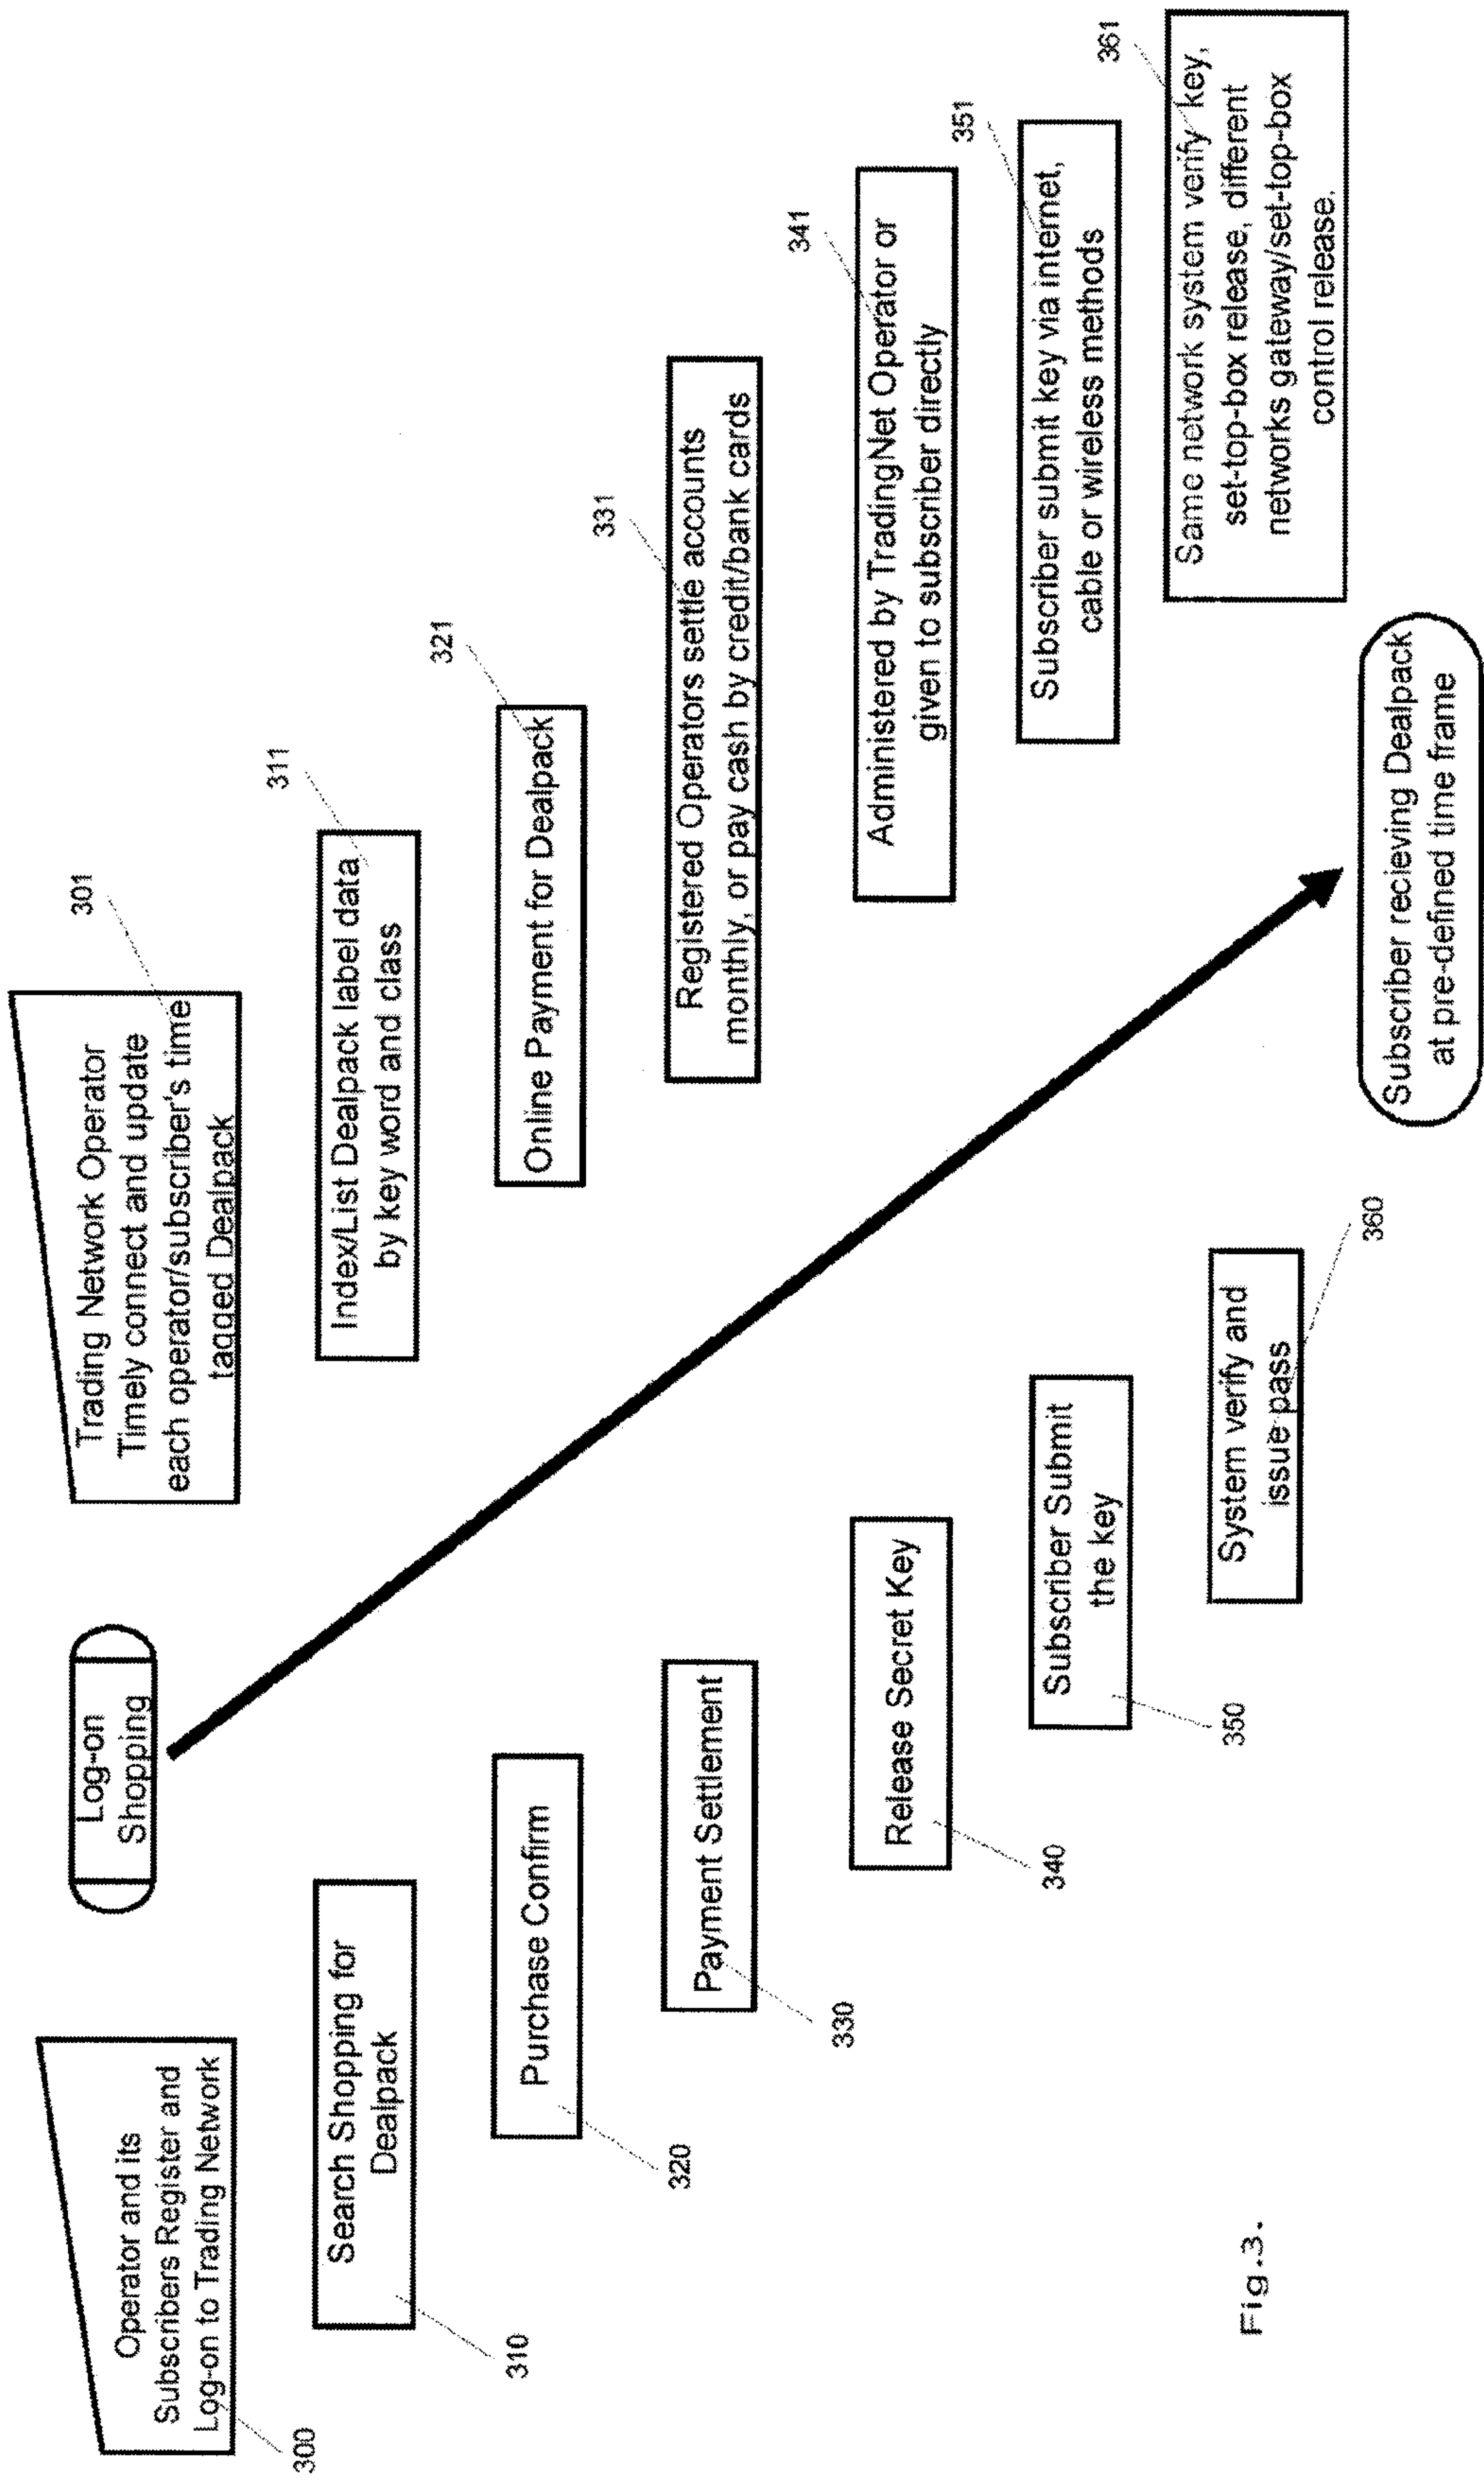 Operator and its
Subscribers Register and
Log-on to Trading Network
300
Log-on
Shopping
Trading Network Operator
Timely connect and update
each operator/subscriber's time
tagged Dealpack
301
Search Shopping for
Dealpack
310
Index/List Dealpack label data
by key word and class
311
Purchase Confirm
320
Online Payment for Dealpack
321
Payment Settlement
330
Registered Operators settle accounts
monthly, or pay cash by credit/bank cards
331
Release Secret Key
340
Administered by TradingNet Operator or
given to subscriber directly
341
Subscriber Submit
the key
350
Subscriber submit key via internet,
cable or wireless methods
351
System verify and
issue pass
360
Same network system verify key,
set-top-box release, different
networks gateway/set-top-box
control release.
361
Subscriber recieving Dealpack
at pre-defined time frame
Fig.3.